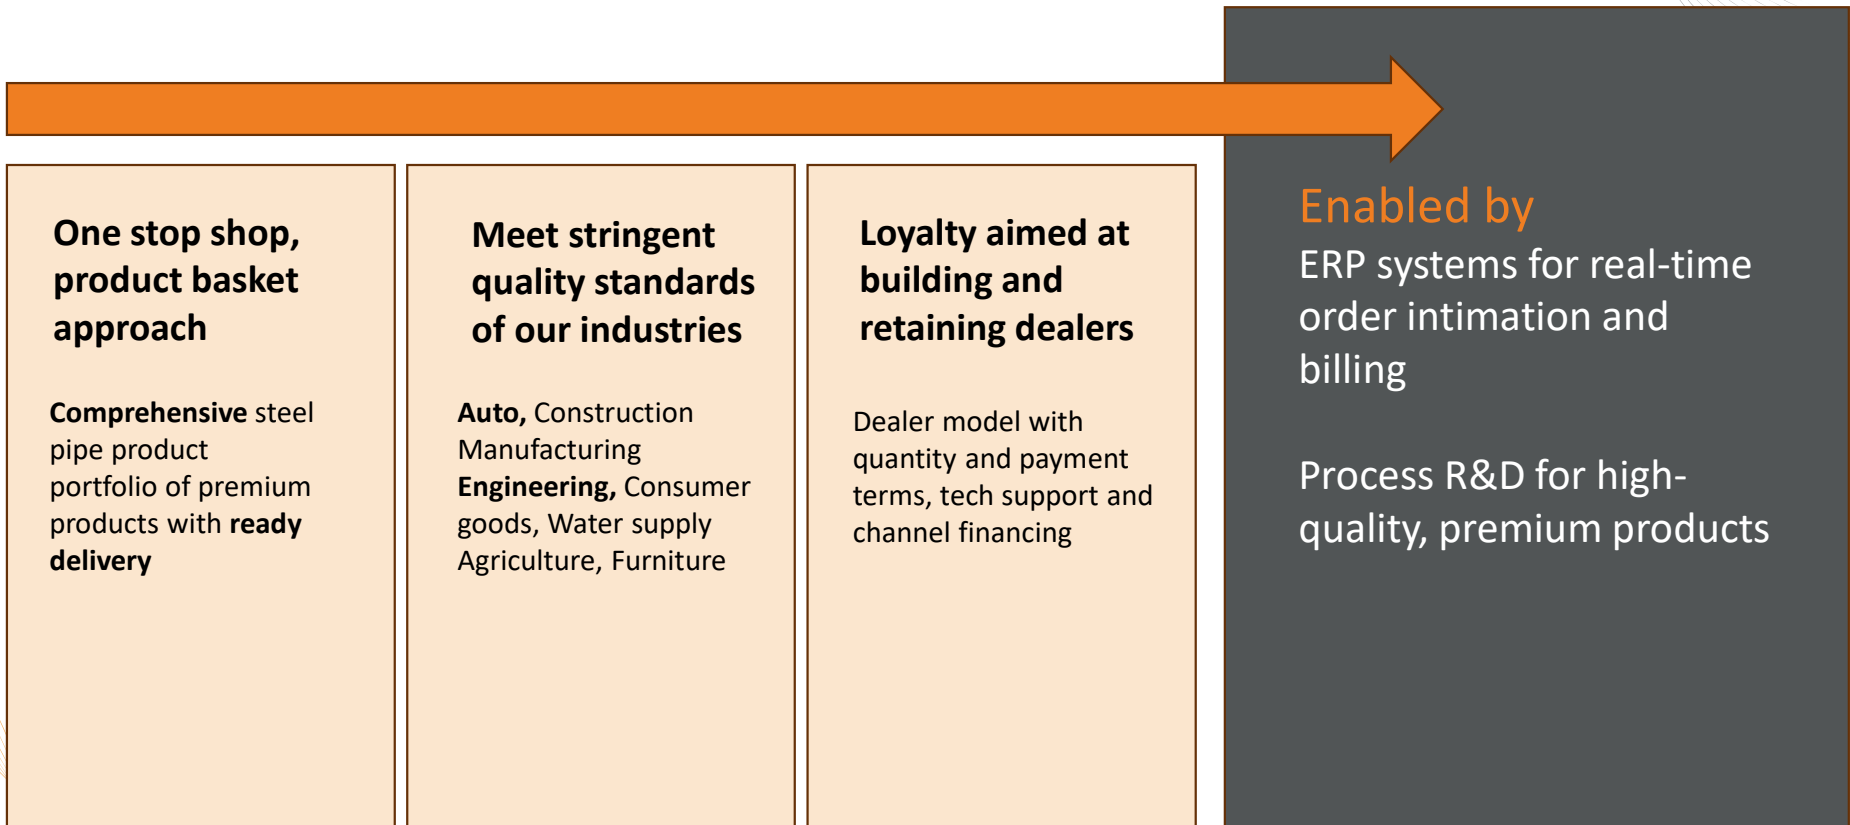 One stop shop,
product basket
approach
Comprehensive steel
pipe product
portfolio of premium
products with ready
delivery
Meet stringent
quality standards
of our industries
Auto, Construction
Manufacturing
Engineering, Consumer
goods, Water supply
Agriculture, Furniture
Loyalty aimed at
building and
retaining dealers
Dealer model with
quantity and payment
terms, tech support and
channel financing
Enabled by
ERP systems for real-time
order intimation and
billing
Process R&D for high-
quality, premium products